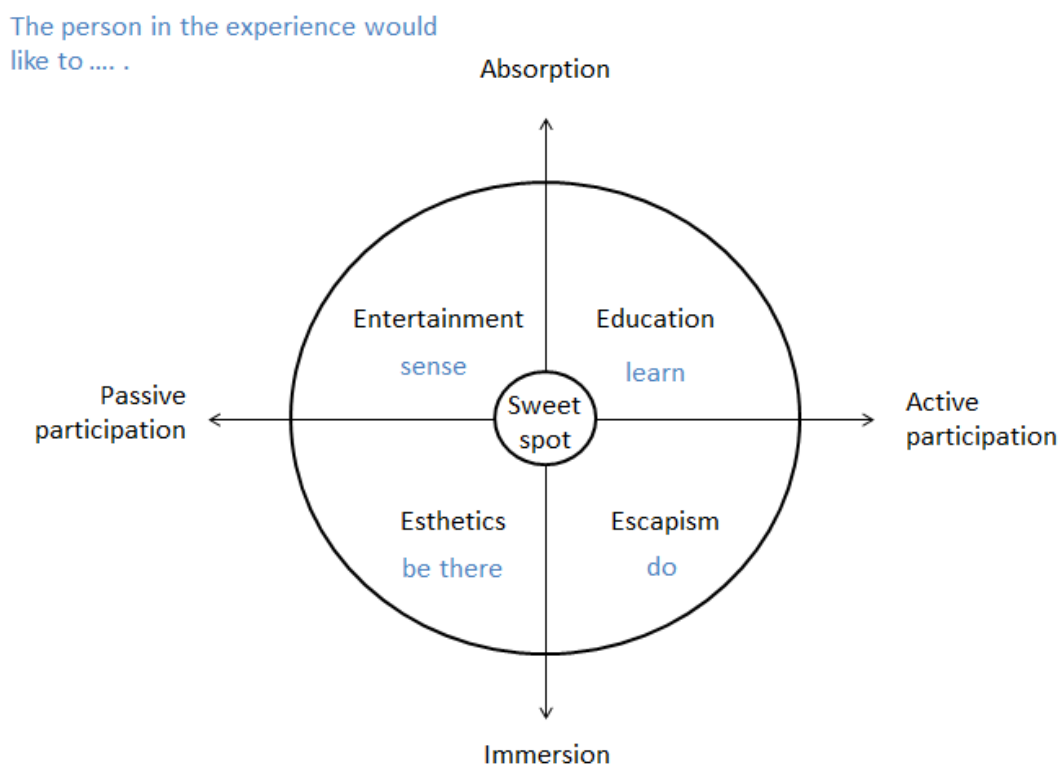 The person in the experience would
like to .... .
Absorption
Entertainment
sense
Education
learn
Passive
participation
Sweet
spot
Active
participation
Esthetics
be there
Escapism
do
Immersion